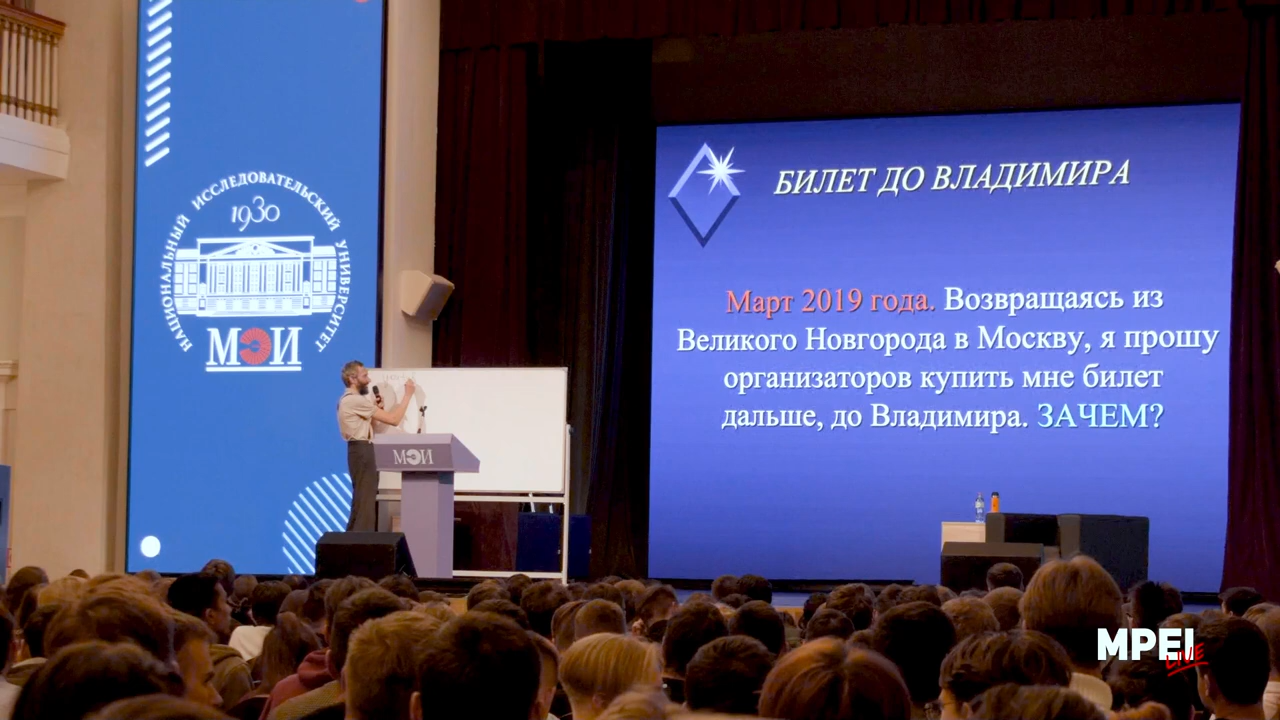 НАЦИОНАЛЬНЫЙ ИССЛЕДОВАТЕЛЬСКИЙ УНИВЕРСИТЕТ
1930
МЭИ
МЭИ
БИЛЕТ ДО ВЛАДИМИРА
Март 2019 года. Возвращаясь из
Великого Новгорода в Москву, я прошу
организаторов купить мне билет
дальше, до Владимира. ЗАЧЕМ?
MPEI
LIVE